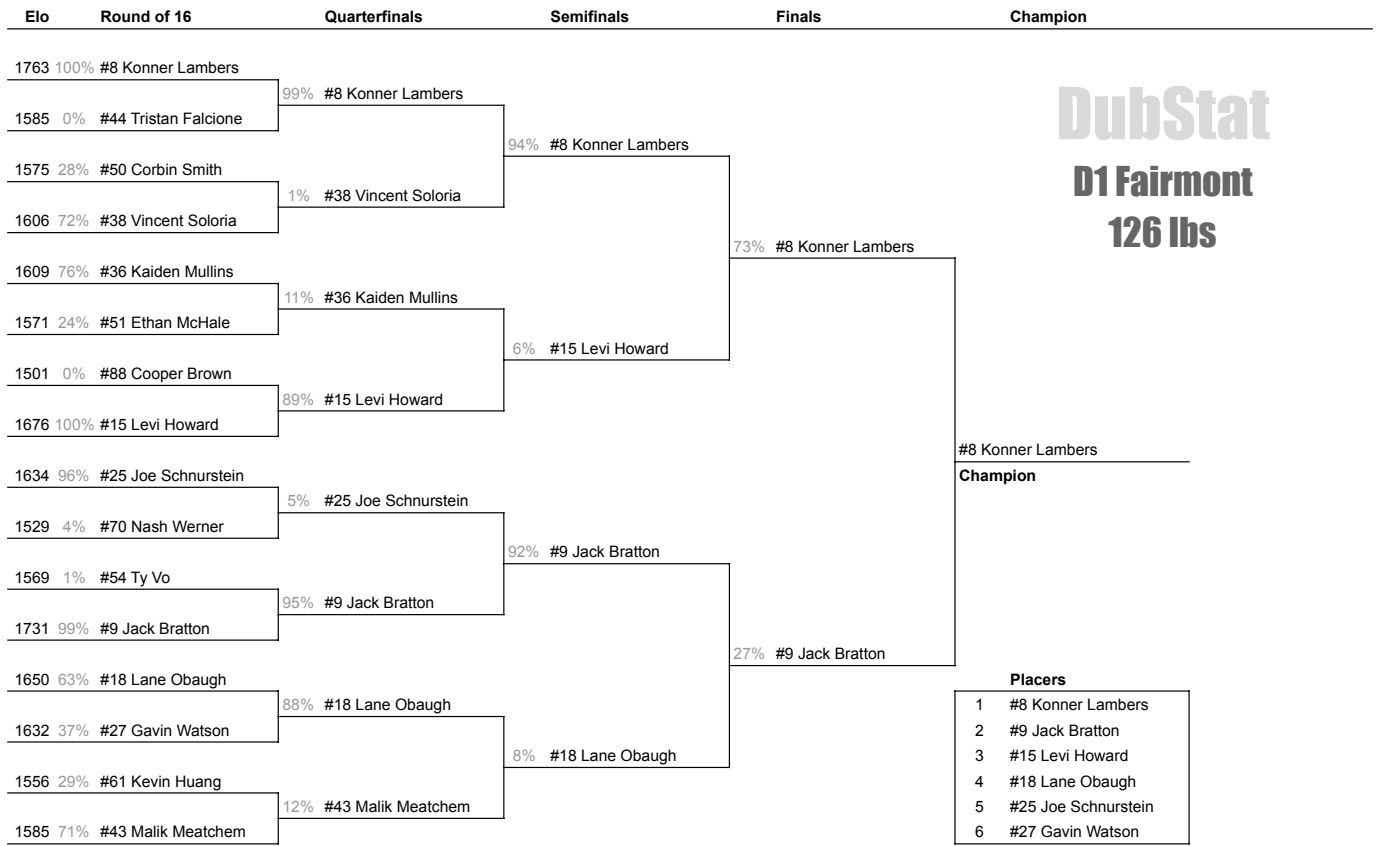 Elo Round of 16 Quarterfinals Semifinals Finals Champion
DubStat
D1 Fairmont
126 lbs
1763 100% #8 Konner Lambers
99% #8 Konner Lambers
1585 0% #44 Tristan Falcione
94% #8 Konner Lambers
1575 28% #50 Corbin Smith
1% #38 Vincent Soloria
1606 72% #38 Vincent Soloria
73% #8 Konner Lambers
1609 76% #36 Kaiden Mullins
11% #36 Kaiden Mullins
1571 24% #51 Ethan McHale
6% #15 Levi Howard
1501 0% #88 Cooper Brown
89% #15 Levi Howard
1676 100% #15 Levi Howard
#8 Konner Lambers
Champion
1634 96% #25 Joe Schnurstein
5% #25 Joe Schnurstein
1529 4% #70 Nash Werner
92% #9 Jack Bratton
1569 1% #54 Ty Vo
95% #9 Jack Bratton
1731 99% #9 Jack Bratton
27% #9 Jack Bratton
1650 63% #18 Lane Obaugh
88% #18 Lane Obaugh
1632 37% #27 Gavin Watson
8% #18 Lane Obaugh
1556 29% #61 Kevin Huang
12% #43 Malik Meatchem
1585 71% #43 Malik Meatchem
Placers
1 #8 Konner Lambers
2 #9 Jack Bratton
3 #15 Levi Howard
4 #18 Lane Obaugh
5 #25 Joe Schnurstein
6 #27 Gavin Watson